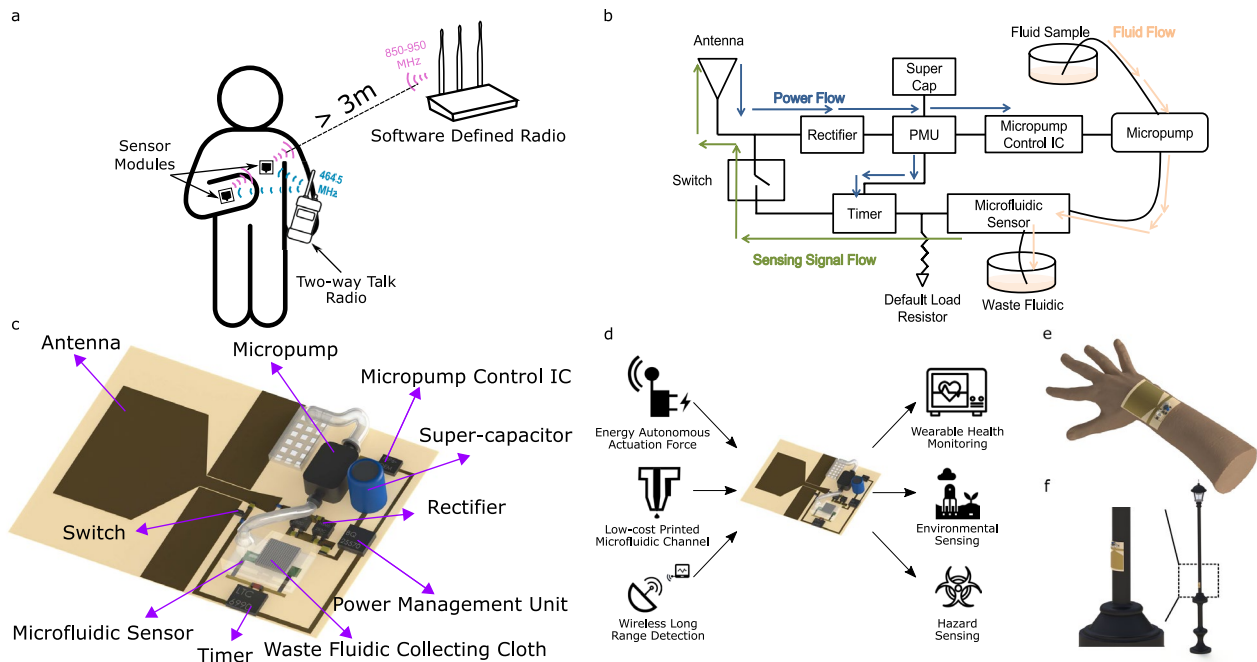 a
850-950
MHz
> 3m
Software Defined Radio
Sensor
Modules
464.5
MHz
Two-way Talk
Radio
b
Antenna
Fluid Sample
Fluid Flow
Super
Cap
Power Flow
Rectifier
PMU
Micropump
Control IC
Micropump
Switch
Timer
Microfluidic
Sensor
Sensing Signal Flow
Default Load
Resistor
Waste Fluidic
c
Antenna
Micropump
Micropump Control IC
Super-capacitor
Rectifier
Switch
Power Management Unit
LTC
6990
Microfluidic Sensor
Timer
Waste Fluidic Collecting Cloth
d
Energy Autonomous
Actuation Force
Low-cost Printed
Microfluidic Channel
Wireless Long
Range Detection
Wearable Health
Monitoring
Environmental
Sensing
Hazard
Sensing
e
f